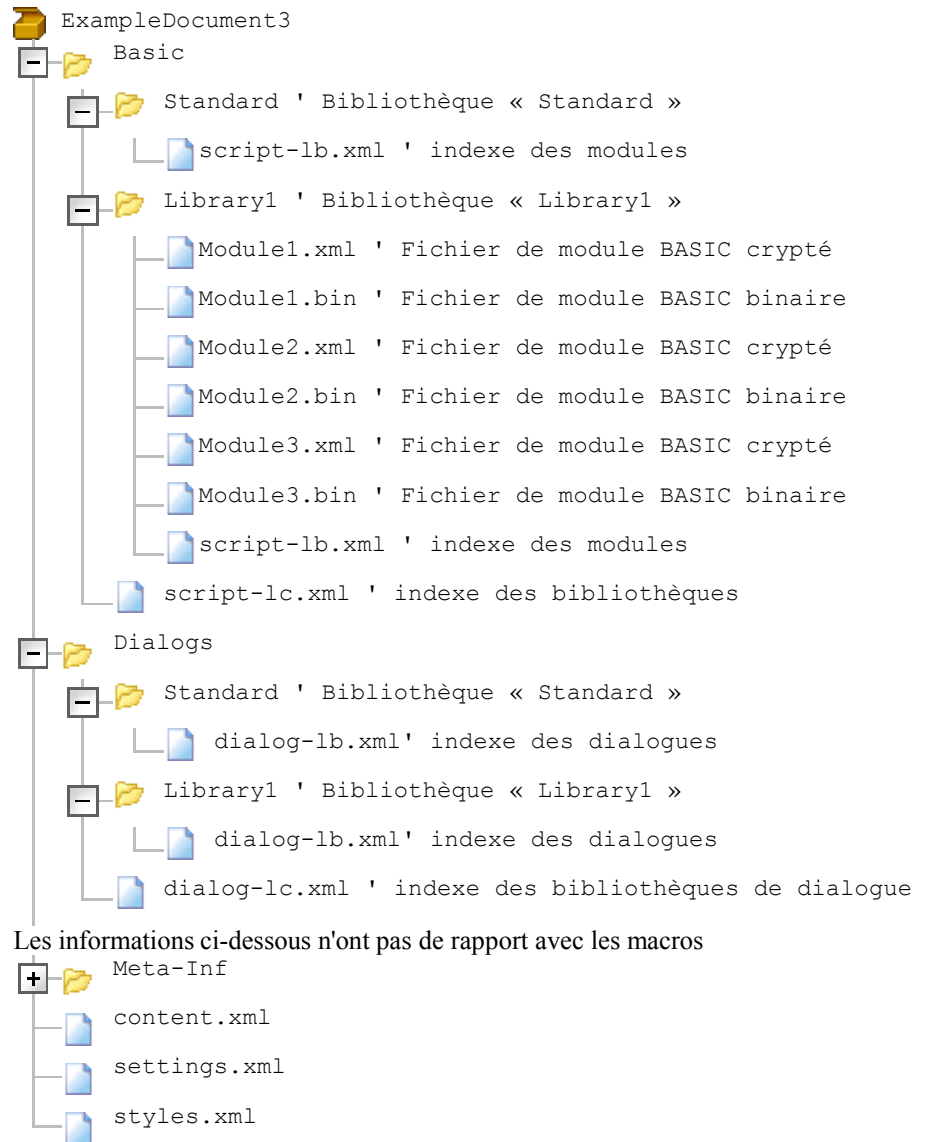 ExampleDocument3
Basic
Standard ' Bibliothèque « Standard »
script-lb.xml ' indexe des modules
Library1 ' Bibliothèque « Library1 »
Module1.xml ' Fichier de module BASIC crypté
Module1.bin ' Fichier de module BASIC binaire
Module2.xml ' Fichier de module BASIC crypté
Module2.bin ' Fichier de module BASIC binaire
Module3.xml ' Fichier de module BASIC crypté
Module3.bin ' Fichier de module BASIC binaire
script-lb.xml ' indexe des modules
script-lc.xml ' indexe des bibliothèques
Dialogs
Standard ' Bibliothèque « Standard »
dialog-lb.xml' indexe des dialogues
Library1 ' Bibliothèque « Library1 »
dialog-lb.xml' indexe des dialogues
dialog-lc.xml ' indexe des bibliothèques de dialogue
Les informations ci-dessous n'ont pas de rapport avec les macros
Meta-Inf
content.xml
settings.xml
styles.xml